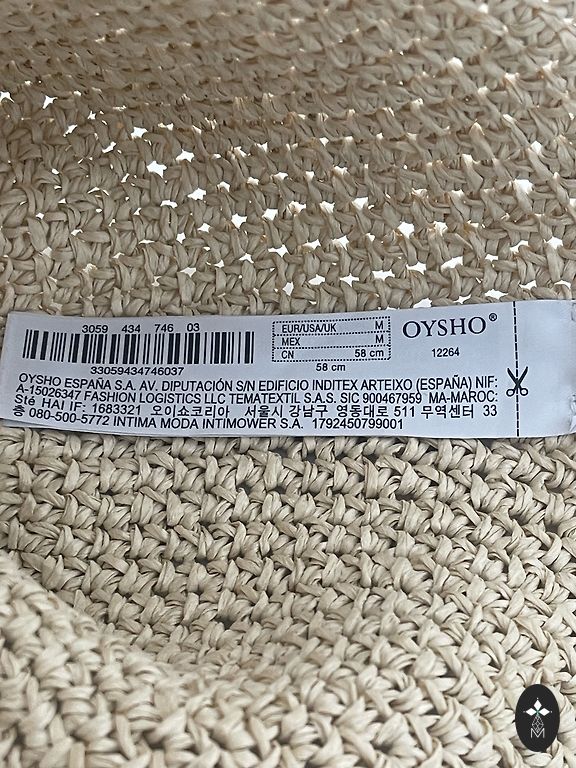 3059 434 746 03
33059434746037
EUR/USA/UK M
MEX M
CN 58 cm
58 cm
OYSHO®
12264
OYSHO ESPAÑA S.A. AV. DIPUTACIÓN S/N EDIFICIO INDITEX ARTEIXO (ESPAÑA) NIF:
A-15026347 FASHION LOGISTICS LLC TEMATEXTIL S.A.S. SIC 900467959 MA-MAROC:
Sté HAI IF: 1683321 오이쇼코리아 서울시 강남구 영동대로 511 무역센터 33
층 080-500-5772 INTIMA MODA INTIMOWER S.A. 1792450799001
M